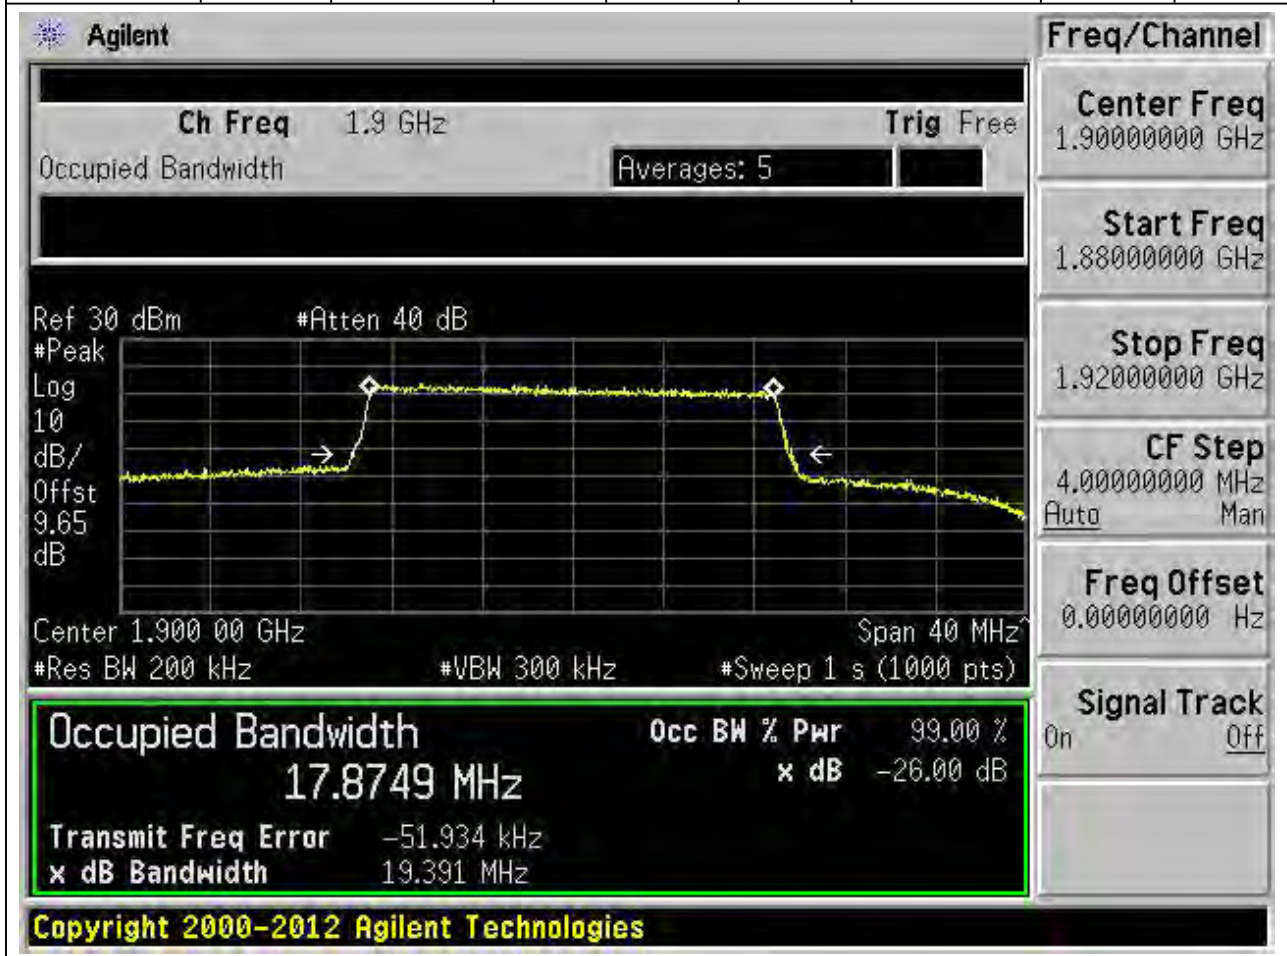 Agilent
Freq/Channel
Ch Freq 1.9 GHz Trig Free
Occupied Bandwidth Averages: 5
Center Freq
1.90000000 GHz
Start Freq
1.88000000 GHz
Stop Freq
1.92000000 GHz
CF Step
4.00000000 MHz
Auto Man
Freq Offset
0.00000000 Hz
Signal Track
On Off
Ref 30 dBm #Atten 40 dB
#Peak
Log
10
dB/
Offst
9.65
dB
Center 1.900 00 GHz Span 40 MHz^
#Res BW 200 kHz #VBW 300 kHz #Sweep 1 s (1000 pts)
Occupied Bandwidth Occ BW % Pwr 99.00 %
17.8749 MHz x dB -26.00 dB
Transmit Freq Error -51.934 kHz
x dB Bandwidth 19.391 MHz
Copyright 2000-2012 Agilent Technologies